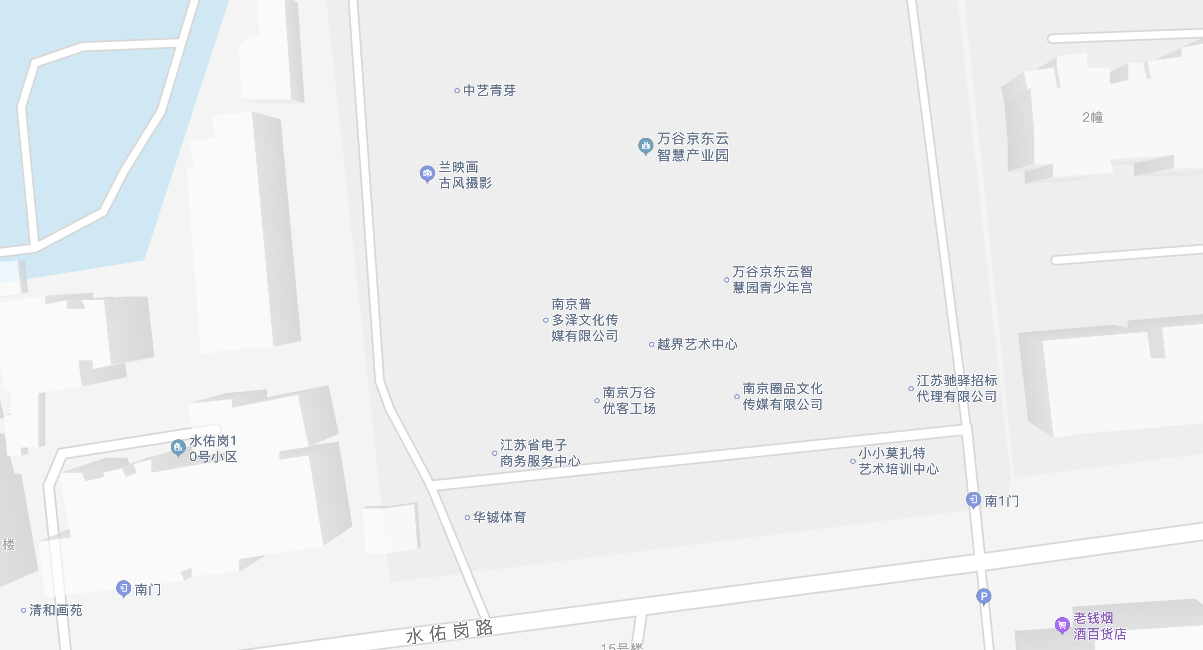 中艺青芽
2幢
万谷京东云
智慧产业园
兰映画
古风摄影
万谷京东云智
慧园青少年宫
南京普
多泽文化传
媒有限公司
越界艺术中心
江苏驰驿招标
代理有限公司
南京圈品文化
传媒有限公司
南京万谷
优客工场
水佑岗1
0号小区
江苏省电子
商务服务中心
小小莫扎特
艺术培训中心
南1门
华铖体育
楼
南门
P
清和画苑
老钱烟
酒百货店
水佑岗路
15号楼